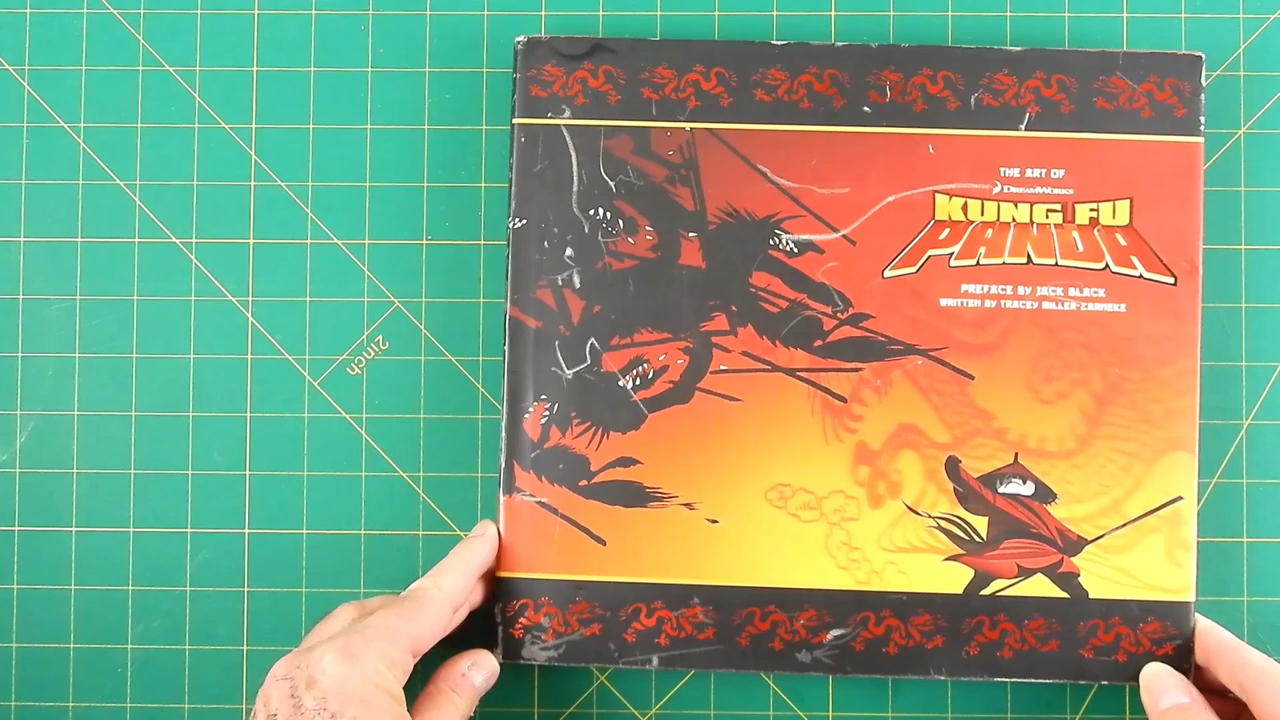 THE ART OF
DREAMWORKS
KUNG FU
PANDA
PREFACE BY JACK BLACK
WRITTEN BY TRACEY MILLER-ZARNEKE
2inch